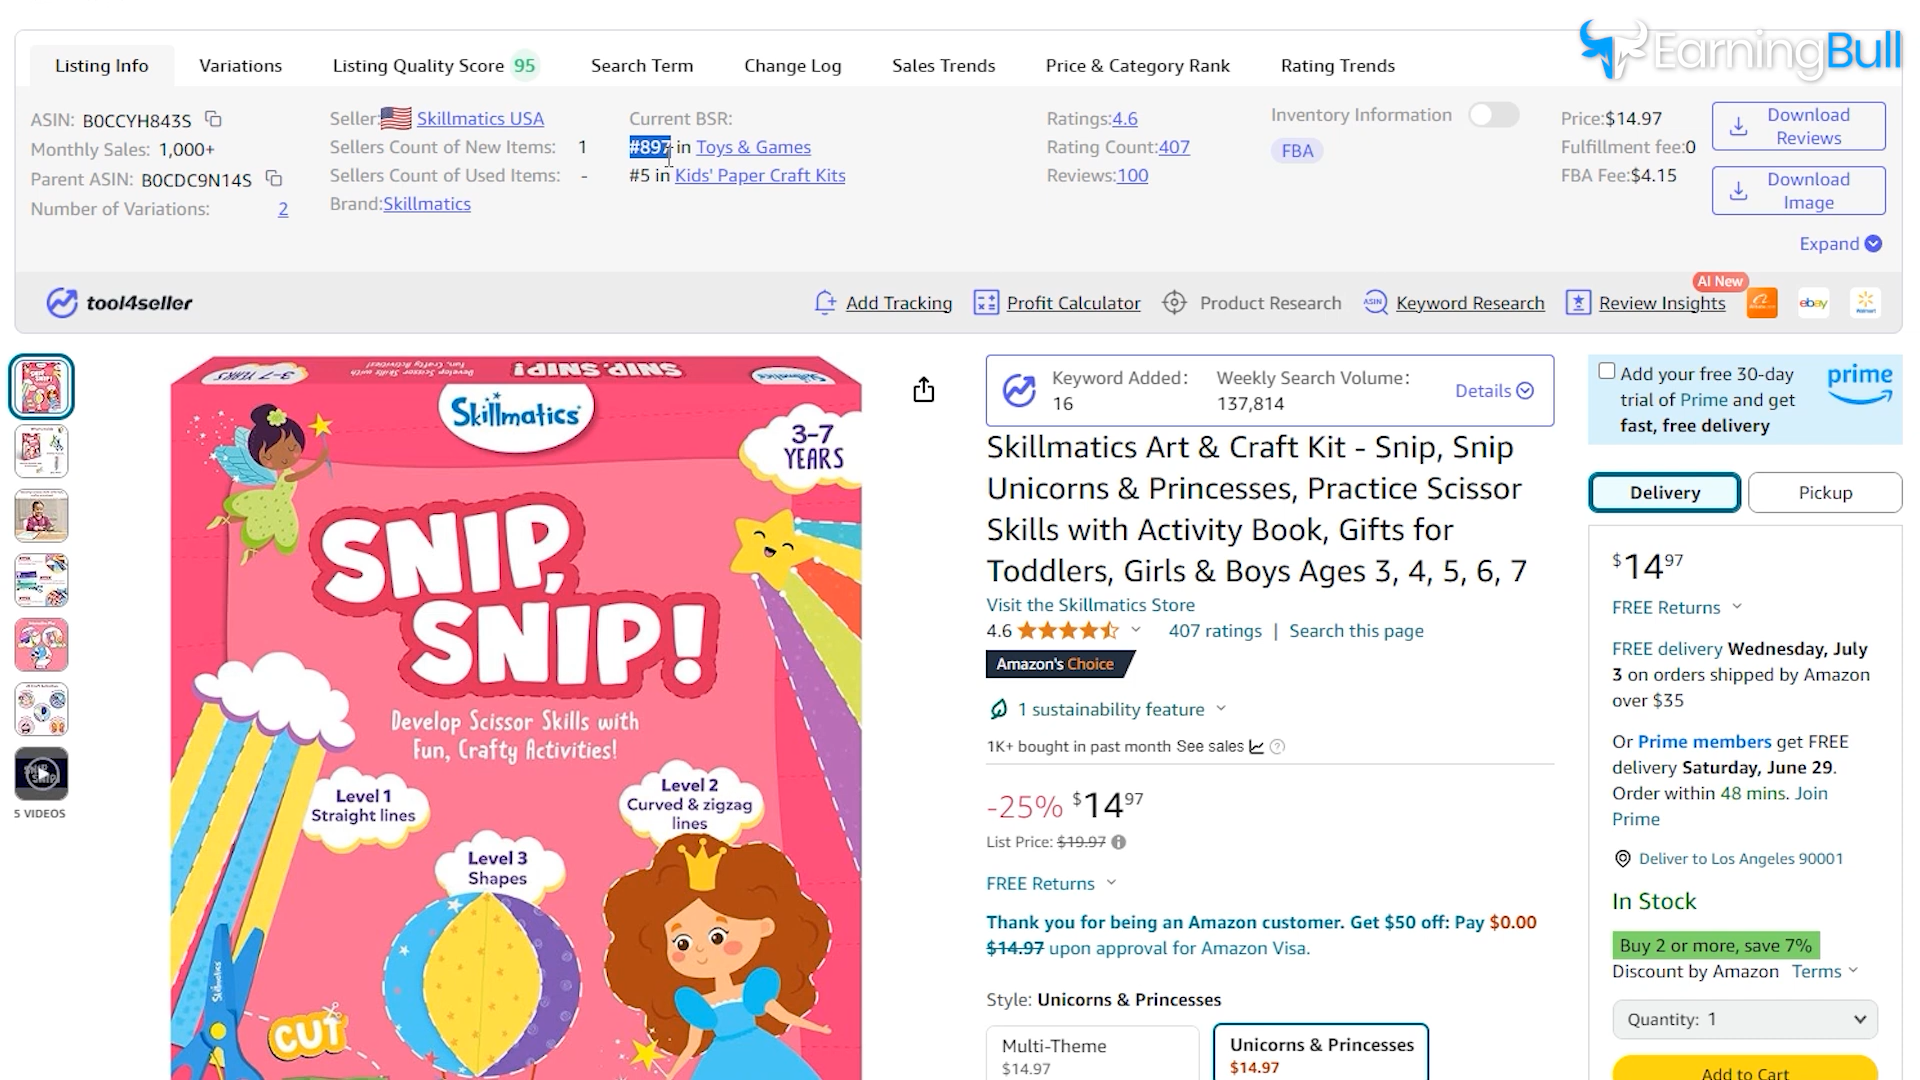 EarningBull
Listing Info
Variations
Listing Quality Score 95
Search Term
Change Log
Sales Trends
Price & Category Rank
Rating Trends
ASIN: B0CCYH843S
Monthly Sales: 1,000+
Parent ASIN: B0CDC9N14S
Number of Variations: 2
Seller: Skillmatics USA
Sellers Count of New Items: 1
Sellers Count of Used Items: -
Brand:Skillmatics
Current BSR:
#897 in Toys & Games
#5 in Kids' Paper Craft Kits
Ratings:4.6
Rating Count:407
Reviews:100
Inventory Information
FBA
Price:$14.97
Fulfillment fee:0
FBA Fee:$4.15
Download
Reviews
Download
Image
Expand
tool4seller
Add Tracking
Profit Calculator
Product Research
ASIN
Keyword Research
Review Insights
AI New
ebay
Walmart
5 VIDEOS
3-7 YEARS
Develop Scissor Skills with
Fun, Crafty Activities!
SNIP, SNIP!
Skillmatics
Skillmatics
3-7
YEARS
SNIP,
SNIP!
Develop Scissor Skills with
Fun, Crafty Activities!
Level 1
Straight lines
Level 2
Curved & zigzag
lines
Level 3
Shapes
Skillmatics
CUT
Keyword Added:
16
Weekly Search Volume:
137,814
Details
Skillmatics Art & Craft Kit - Snip, Snip
Unicorns & Princesses, Practice Scissor
Skills with Activity Book, Gifts for
Toddlers, Girls & Boys Ages 3, 4, 5, 6, 7
Visit the Skillmatics Store
4.6 407 ratings | Search this page
Amazon's Choice
1 sustainability feature
1K+ bought in past month See sales
-25% $14 97
List Price: $19.97
FREE Returns
Thank you for being an Amazon customer. Get $50 off: Pay $0.00
$14.97 upon approval for Amazon Visa.
Style: Unicorns & Princesses
Multi-Theme
$14.97
Unicorns & Princesses
$14.97
Add your free 30-day
trial of Prime and get
fast, free delivery
prime
Delivery
Pickup
$14 97
FREE Returns
FREE delivery Wednesday, July
3 on orders shipped by Amazon
over $35
Or Prime members get FREE
delivery Saturday, June 29.
Order within 48 mins. Join
Prime
Deliver to Los Angeles 90001
In Stock
Buy 2 or more, save 7%
Discount by Amazon Terms
Quantity: 1
Add to Cart